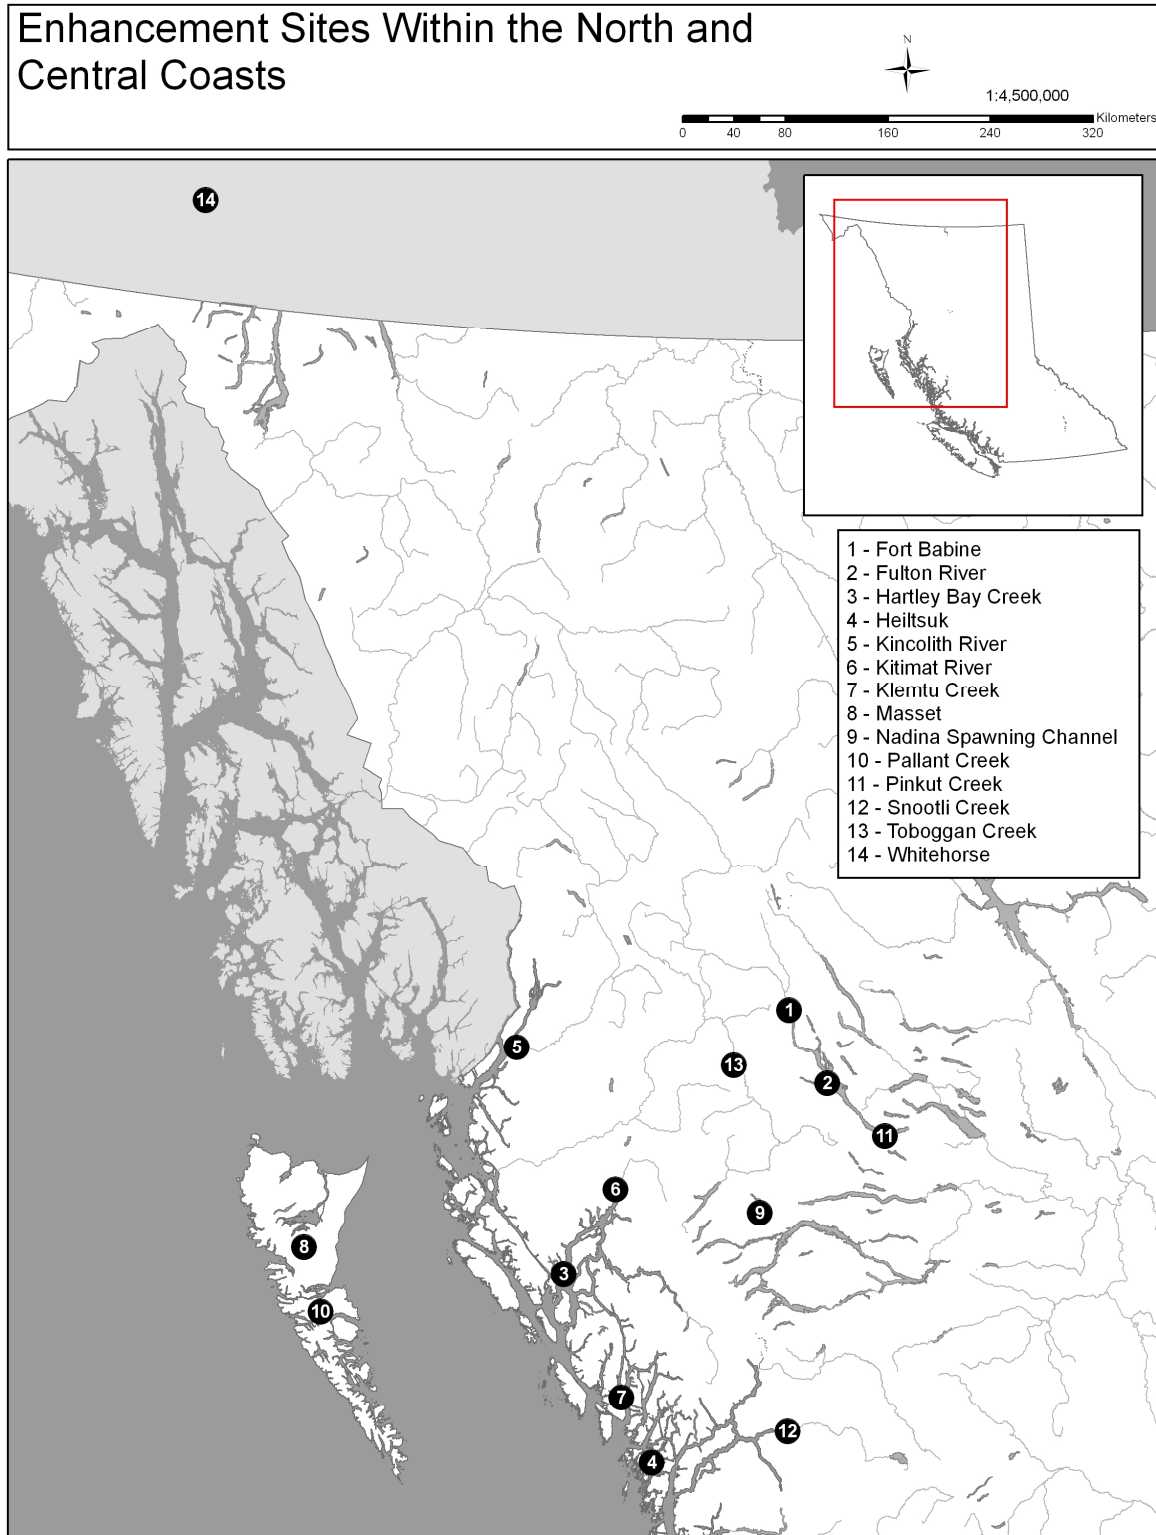 Enhancement Sites Within the North and
Central Coasts
N
1:4,500,000
Kilometers
0 40 80 160 240 320
14
1 - Fort Babine
2 - Fulton River
3 - Hartley Bay Creek
4 - Heiltsuk
5 - Kincolith River
6 - Kitimat River
7 - Klemtu Creek
8 - Masset
9 - Nadina Spawning Channel
10 - Pallant Creek
11 - Pinkut Creek
12 - Snootli Creek
13 - Toboggan Creek
14 - Whitehorse
1
5
13
2
11
6
9
8
3
10
7
12
4